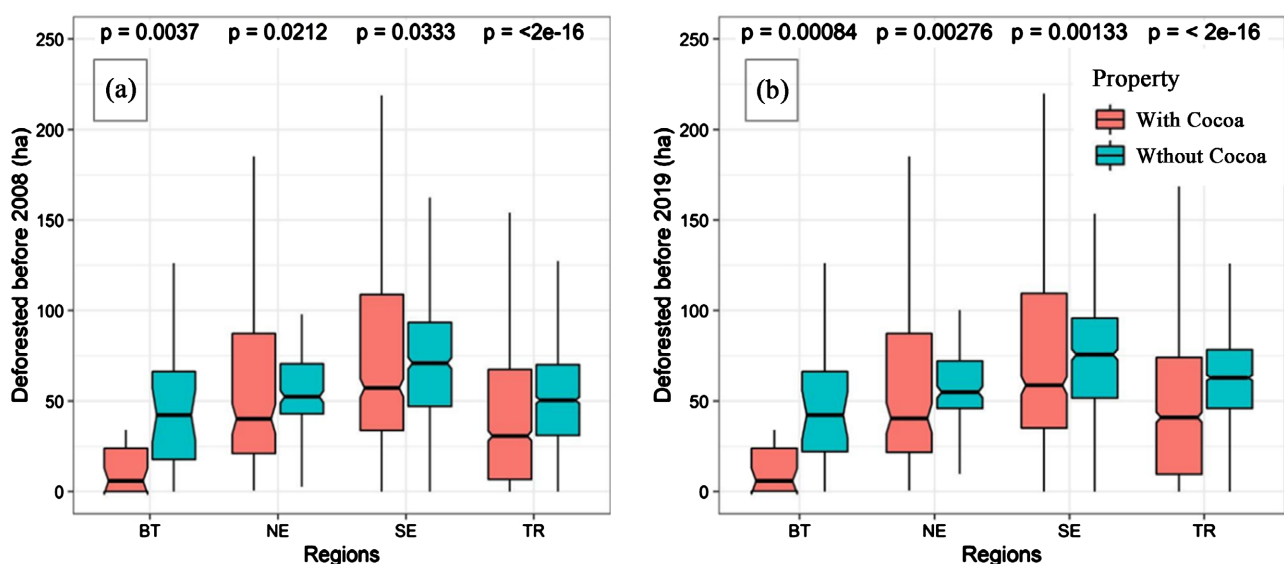 p = 0.0037 p = 0.0212 p = 0.0333 p = <2e-16
(a)
Deforested before 2008 (ha)
250
200
150
100
50
0
BT NE SE TR
Regions
p = 0.00084 p = 0.00276 p = 0.00133 p = < 2e-16
(b)
Property
With Cocoa
Wthout Cocoa
Deforested before 2019 (ha)
250
200
150
100
50
0
BT NE SE TR
Regions